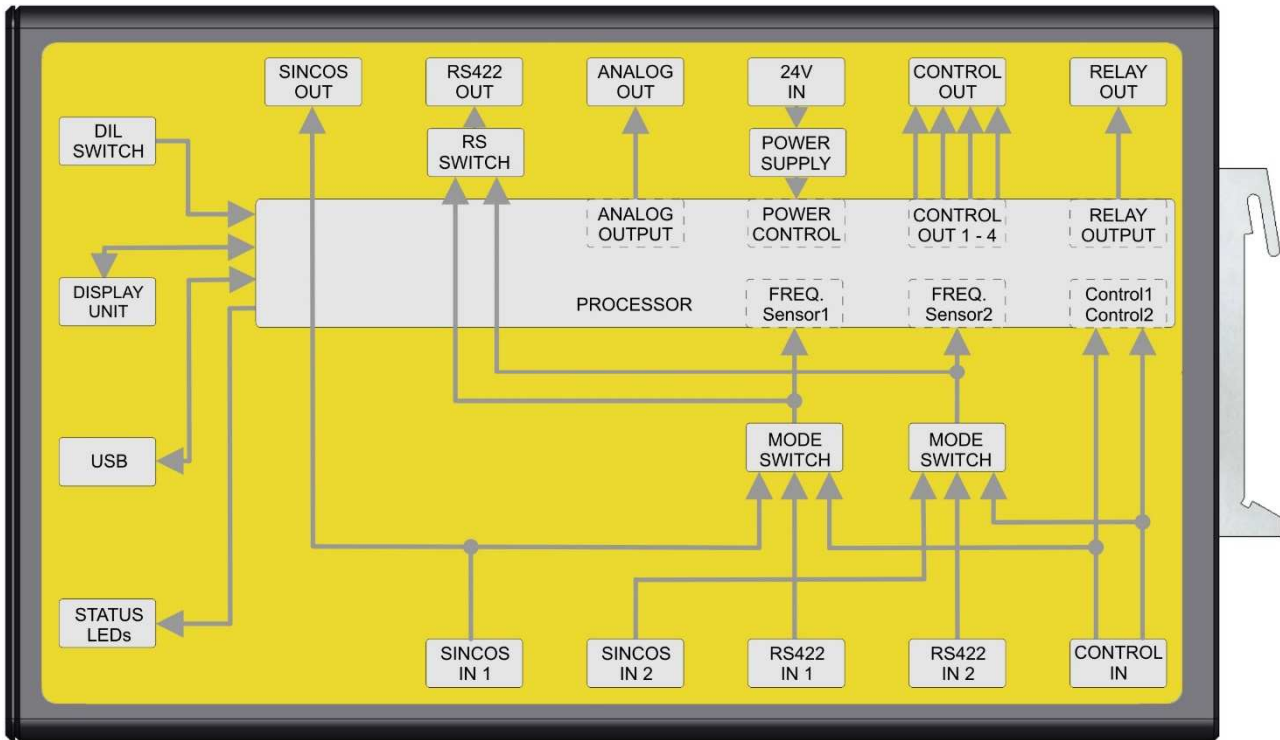 SINCOS
OUT
RS422
OUT
ANALOG
OUT
24V
IN
CONTROL
OUT
RELAY
OUT
DIL
SWITCH
RS
SWITCH
POWER
SUPPLY
ANALOG
OUTPUT
POWER
CONTROL
CONTROL
OUT 1 - 4
RELAY
OUTPUT
DISPLAY
UNIT
PROCESSOR
FREQ.
Sensor1
FREQ.
Sensor2
Control1
Control2
USB
MODE
SWITCH
MODE
SWITCH
STATUS
LEDs
SINCOS
IN 1
SINCOS
IN 2
RS422
IN 1
RS422
IN 2
CONTROL
IN